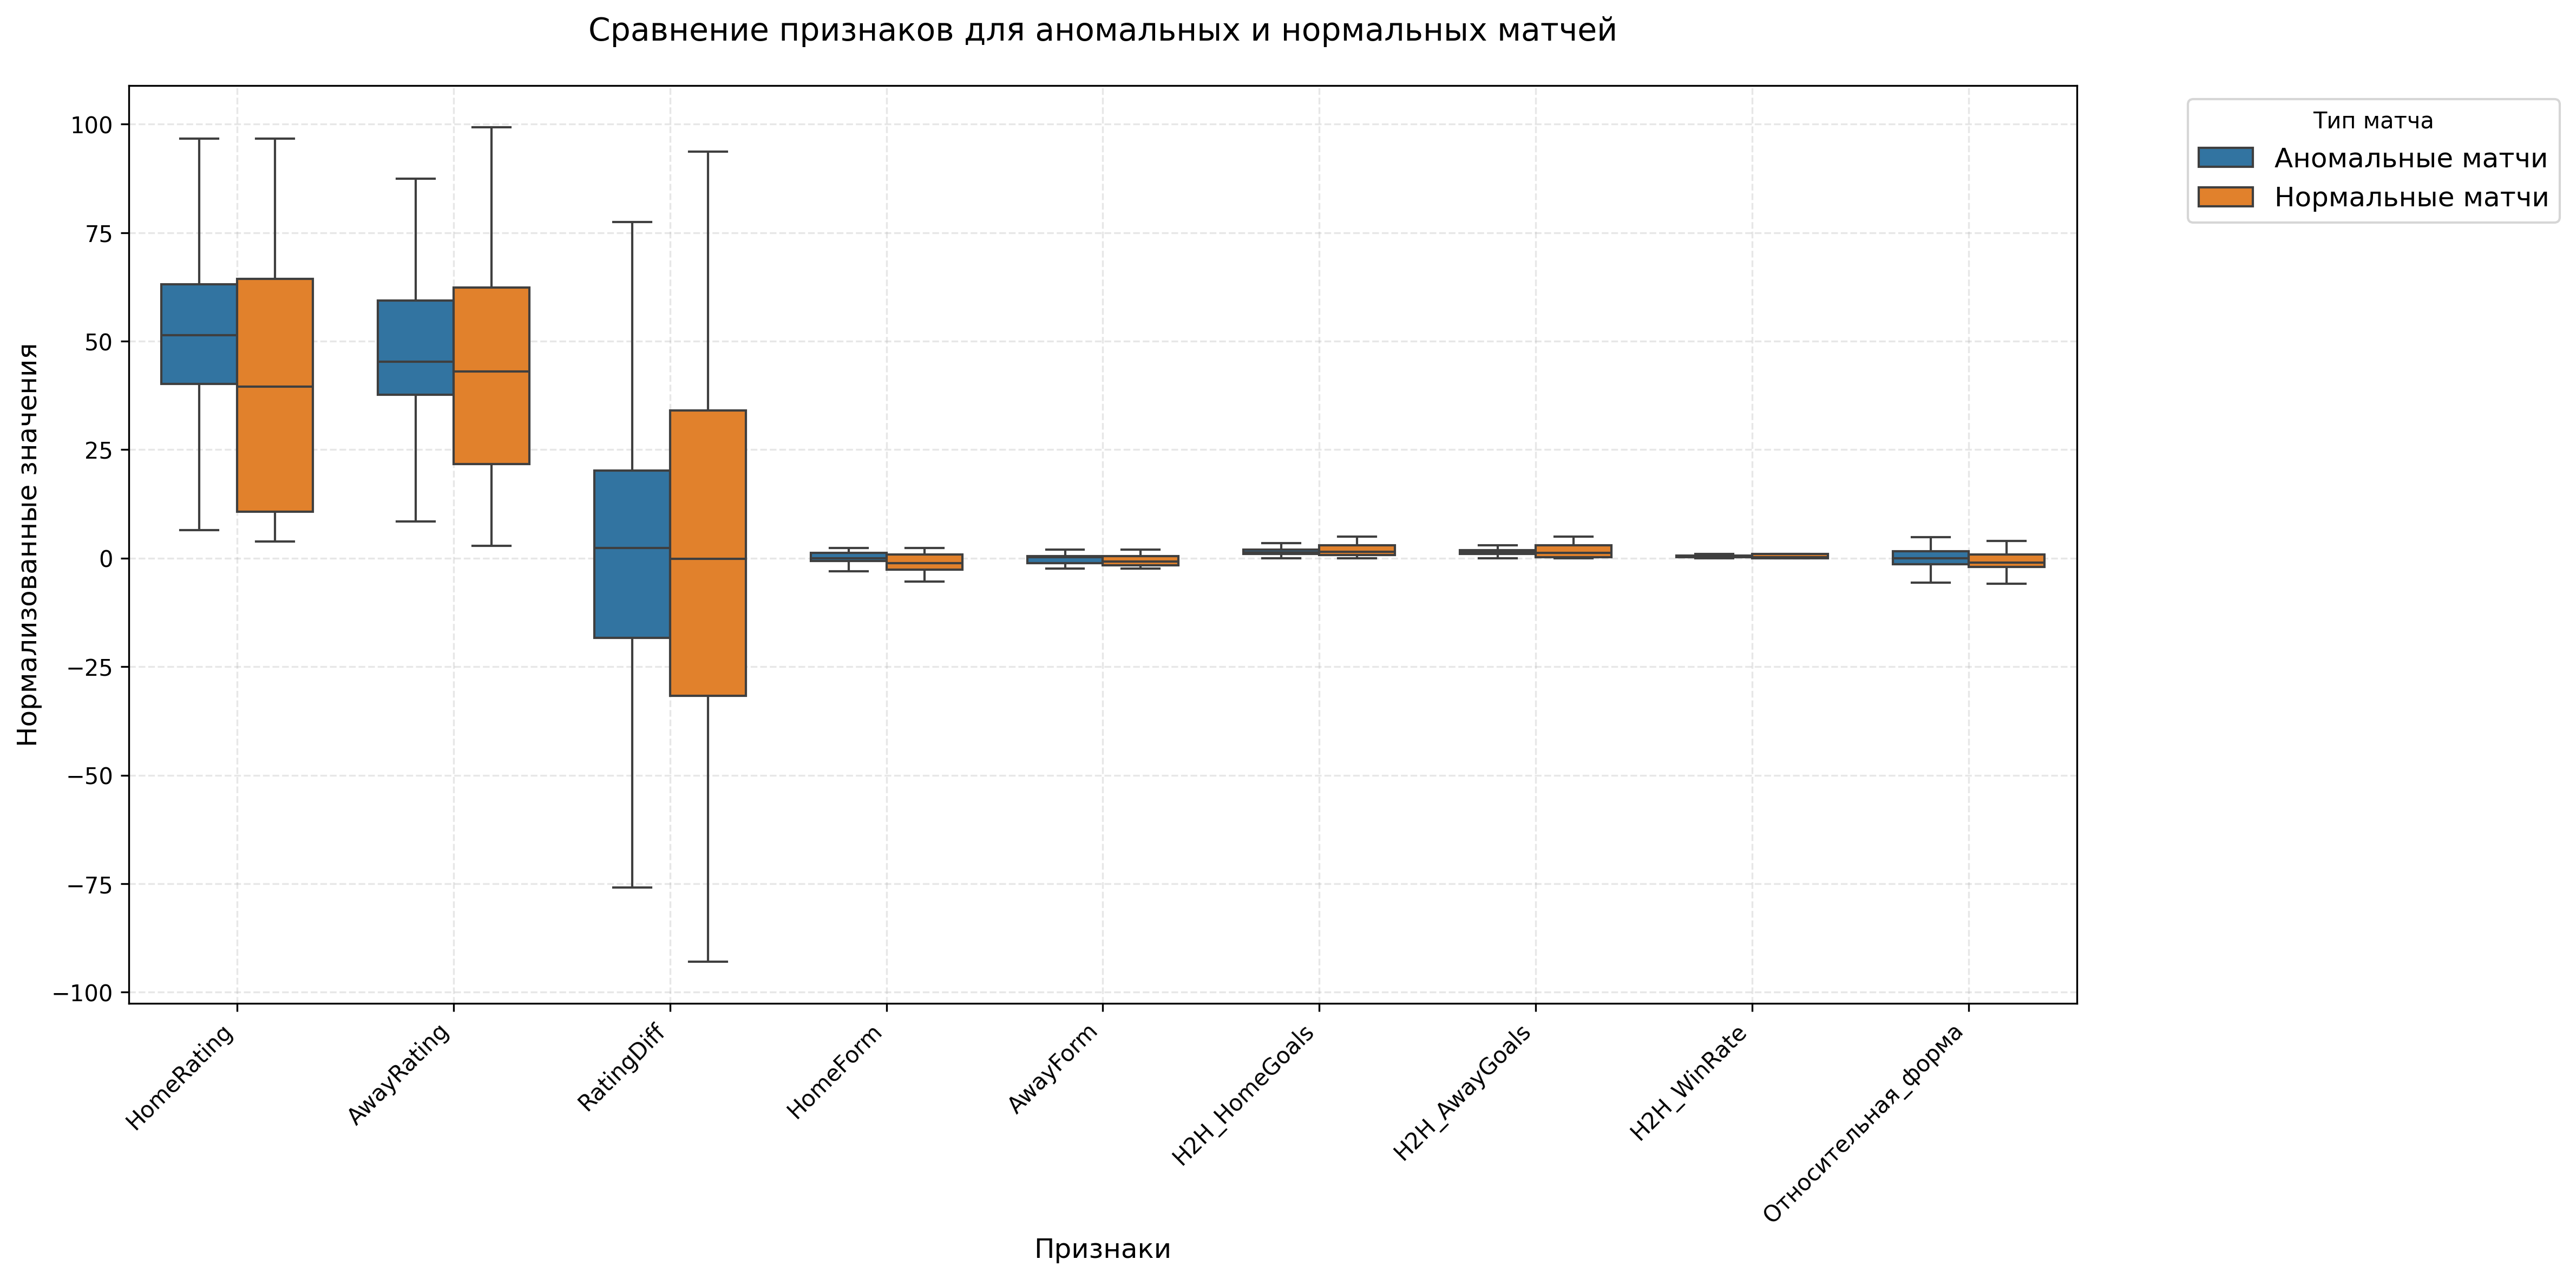 Сравнение признаков для аномальных и нормальных матчей
Тип матча
Аномальные матчи
Нормальные матчи
Нормализованные значения
100
75
50
25
0
−25
−50
−75
−100
HomeRating
AwayRating
RatingDiff
HomeForm
AwayForm
H2H_HomeGoals
H2H_AwayGoals
H2H_WinRate
Относительная_форма
Признаки